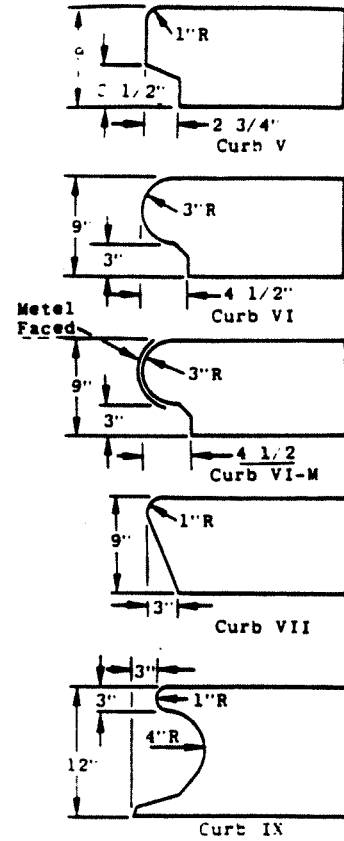 1"R
2 3/4"
Curb V
9"
3"R
3"
4 1/2"
Curb VI
Metel
Faced
9"
3"R
3"
4 1/2
Curb VI-M
1"R
9"
3"
Curb VII
3"
3"
1"R
4"R
12"
Curb IX